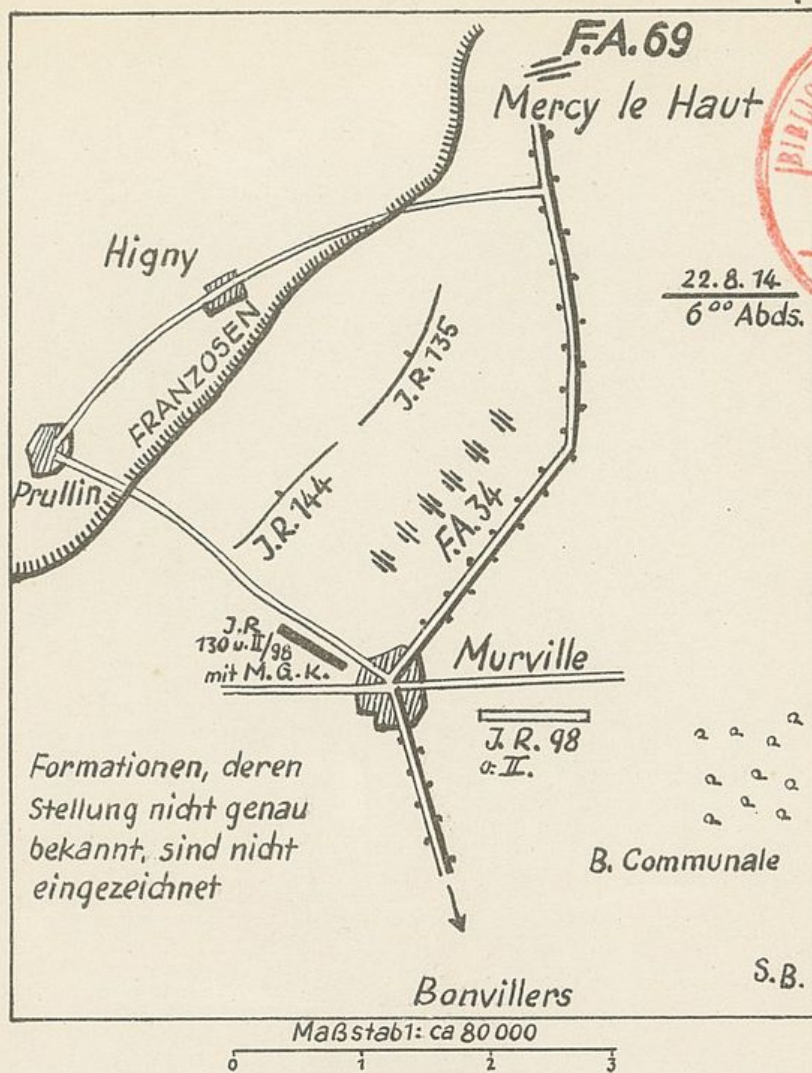 F.A. 69
Mercy le Haut
BIBLIO
Higny
22.8.14
6⁰⁰ Abds.
FRANZOSEN
J.R. 135
Prullin
J.R. 144
F.A. 34
J.R.
130 u. II/98
mit M.G.K.
Murville
J.R. 98
o. II.
Formationen, deren
Stellung nicht genau
bekannt, sind nicht
eingezeichnet
B. Communale
S.B.
Bonvillers
Maßstab 1: ca 80 000
0 1 2 3